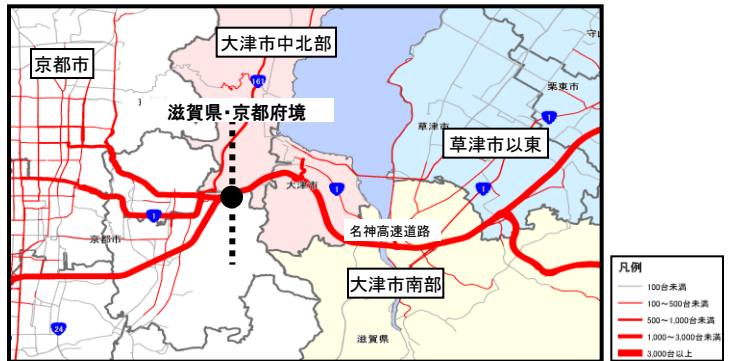 大津市中北部
京都市
161
守山
栗東市
滋賀県・京都府境
1
草津市
草津市以東
大津市
1
1
名神高速道路
1
京都市
大津市南部
24
滋賀県
凡例
100台未満
100～500台未満
500～1,000台未満
1,000～3,000台未満
3,000台以上